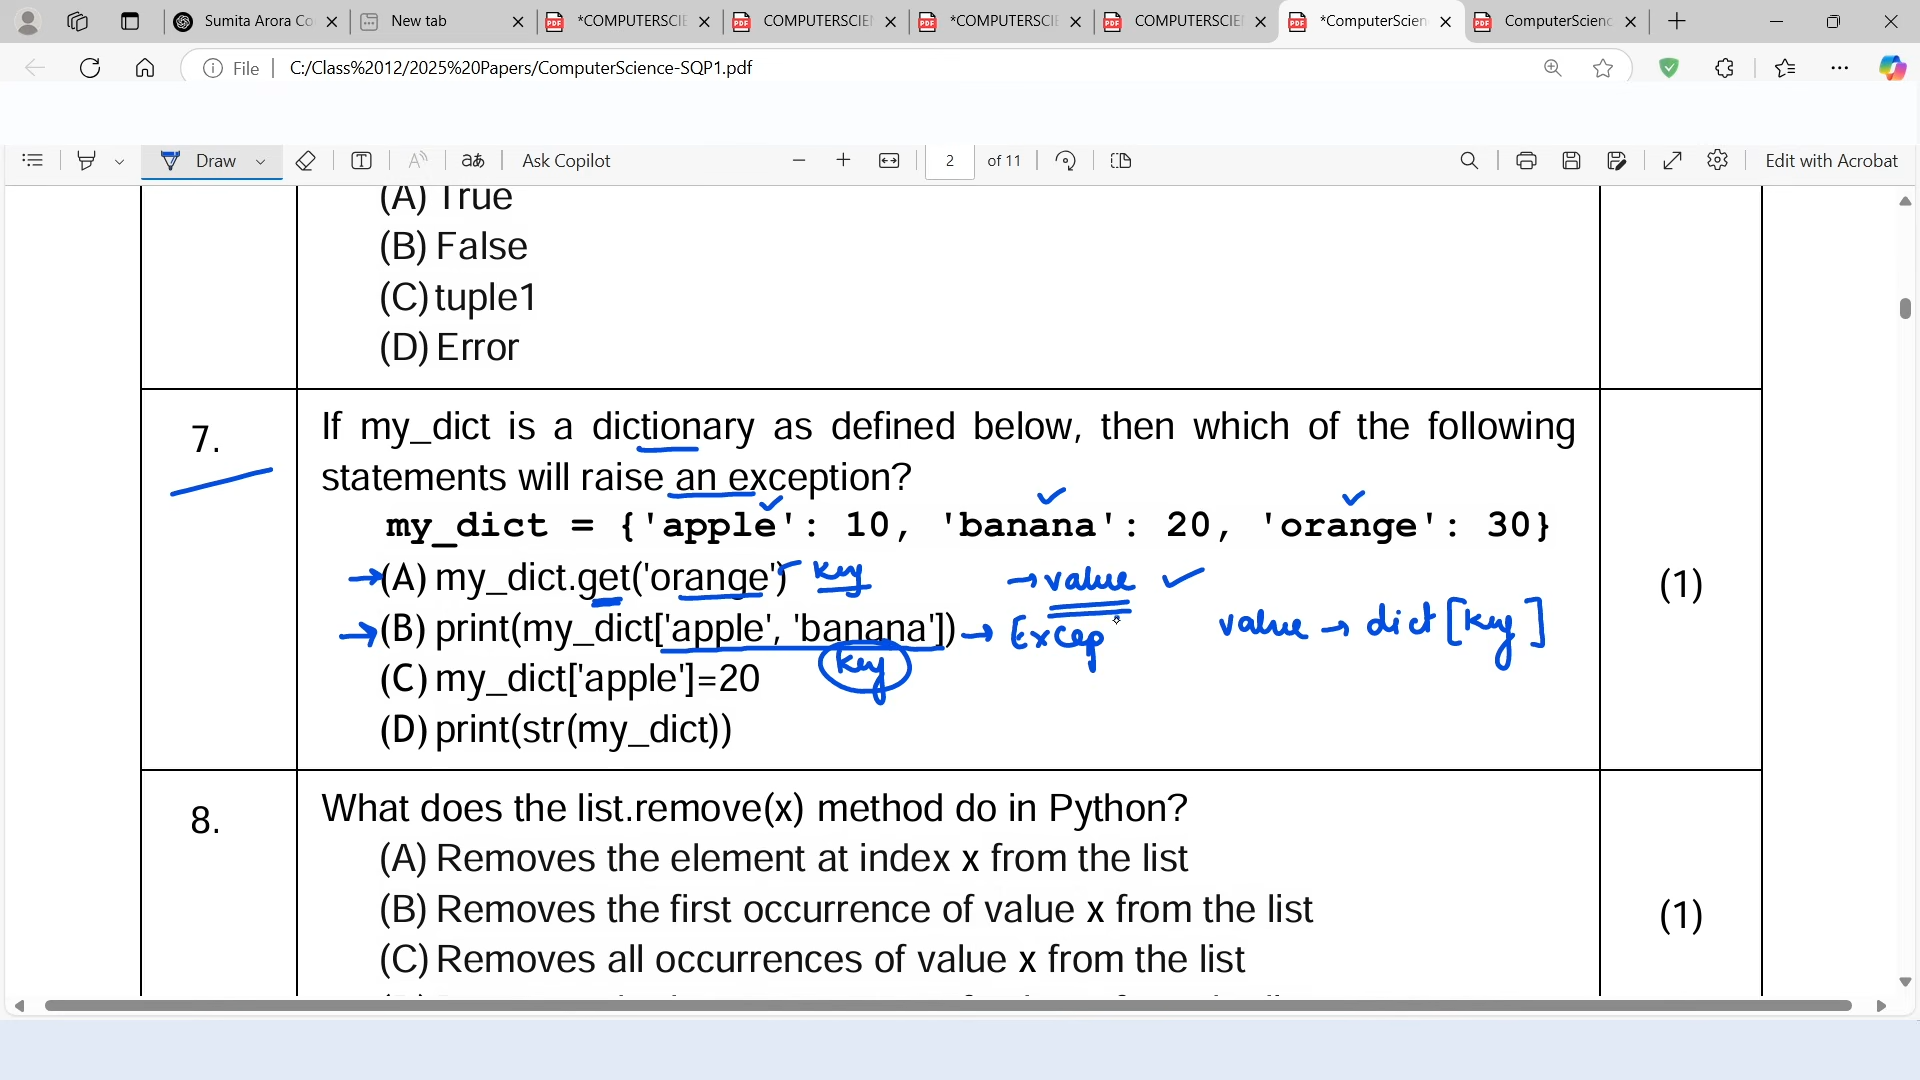 Sumita Arora Co
New tab
*COMPUTERSCIE
COMPUTERSCIEN
*COMPUTERSCIE
COMPUTERSCIEN
*ComputerScien
ComputerScienc
File
C:/Class%2012/2025%20Papers/ComputerScience-SQP1.pdf
Draw
aあ
Ask Copilot
2 of 11
Edit with Acrobat
(A) True
(B) False
(C) tuple1
(D) Error
7.
If my_dict is a dictionary as defined below, then which of the following
statements will raise an exception?
my_dict = {'apple': 10, 'banana': 20, 'orange': 30}
(A) my_dict.get('orange') key → value ✓
(B) print(my_dict['apple', 'banana']) → Excep value → dict [key]
key
(C) my_dict['apple']=20
(D) print(str(my_dict))
(1)
8.
What does the list.remove(x) method do in Python?
(A) Removes the element at index x from the list
(B) Removes the first occurrence of value x from the list
(C) Removes all occurrences of value x from the list
(1)